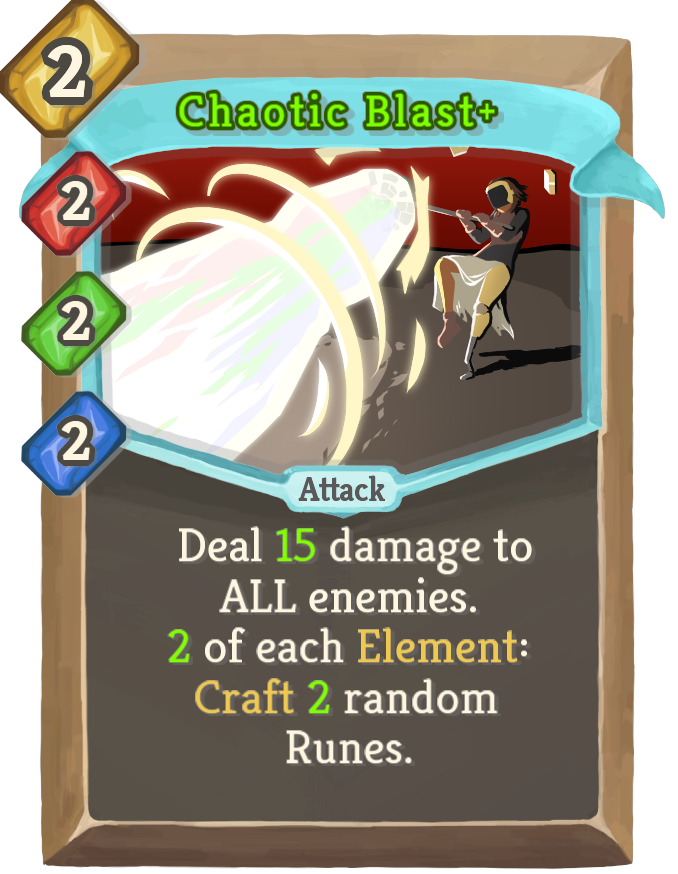 2
Chaotic Blast+
2
2
2
Attack
Deal 15 damage to
ALL enemies.
2 of each Element:
Craft 2 random
Runes.